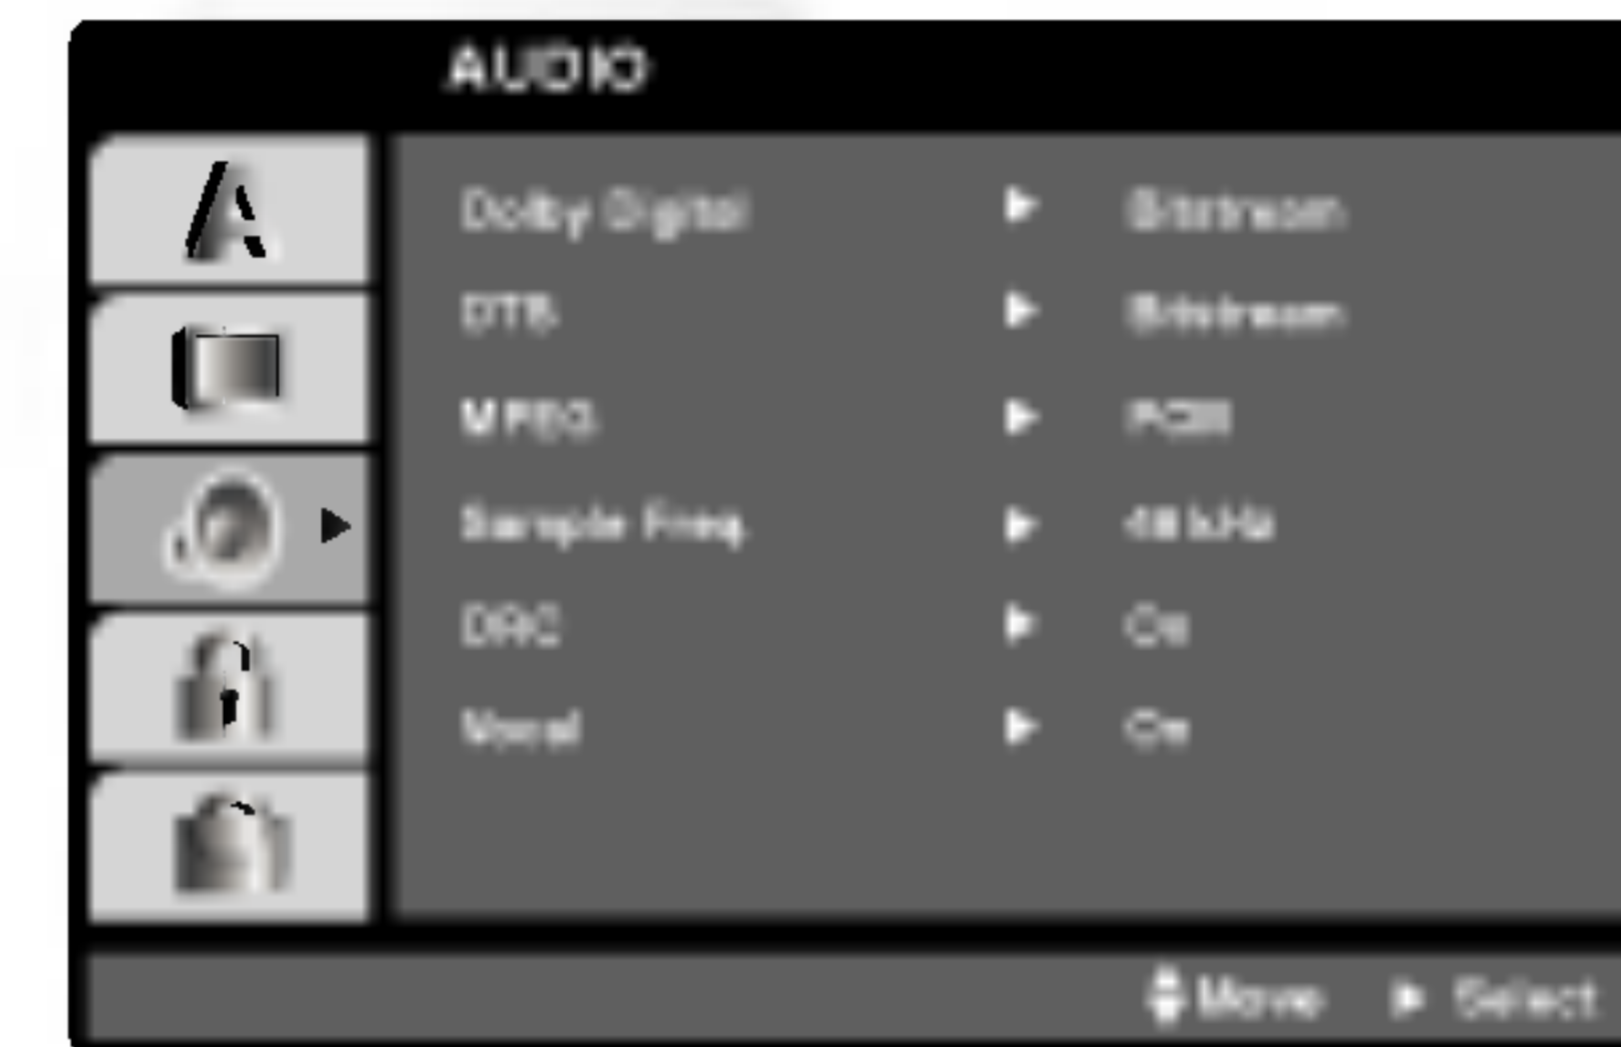 AUDIO
Dolby Digital Bitstream
DTS Bitstream
MPEG PCM
Sample Freq. 48 kHz
DRC On
Vocal On
Move Select